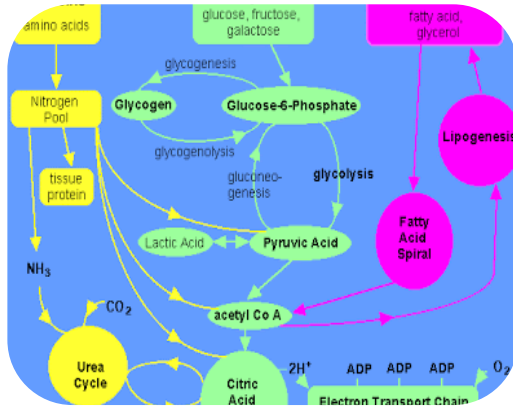 amino acids
glucose, fructose,
galactose
fatty acid,
glycerol
glycogenesis
Nitrogen
Pool
Glycogen
Glucose-6-Phosphate
Lipogenesis
glycogenolysis
tissue
protein
gluconeo-
genesis
glycolysis
Lactic Acid
Pyruvic Acid
Fatty
Acid
Spiral
NH3
CO2
acetyl Co A
Urea
Cycle
Citric
Acid
2H+
ADP ADP ADP
O2
Electron Transport Chain